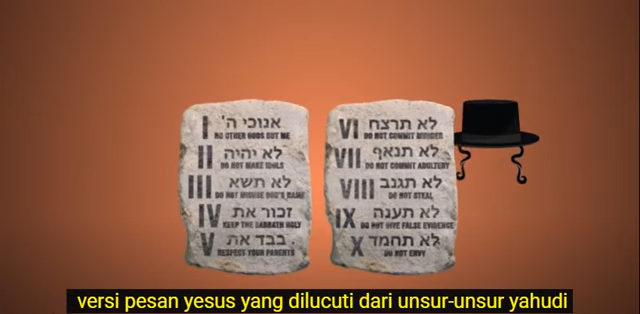 I אנוכי ה'
NO OTHER GODS BUT ME
II לא יהיה
DO NOT MAKE IDOLS
III לא תשא
DO NOT MISUSE GOD'S NAME
IV זכור את
KEEP THE SABBATH HOLY
V בבד את
RESPECT YOUR PARENTS
VI לא תרצח
DO NOT COMMIT MURDER
VII לא תנאף
DO NOT COMMIT ADULTERY
VIII לא תגנב
DO NOT STEAL
IX לא תענה
DO NOT GIVE FALSE EVIDENCE
X לא תחמד
DO NOT ENVY
versi pesan yesus yang dilucuti dari unsur-unsur yahudi